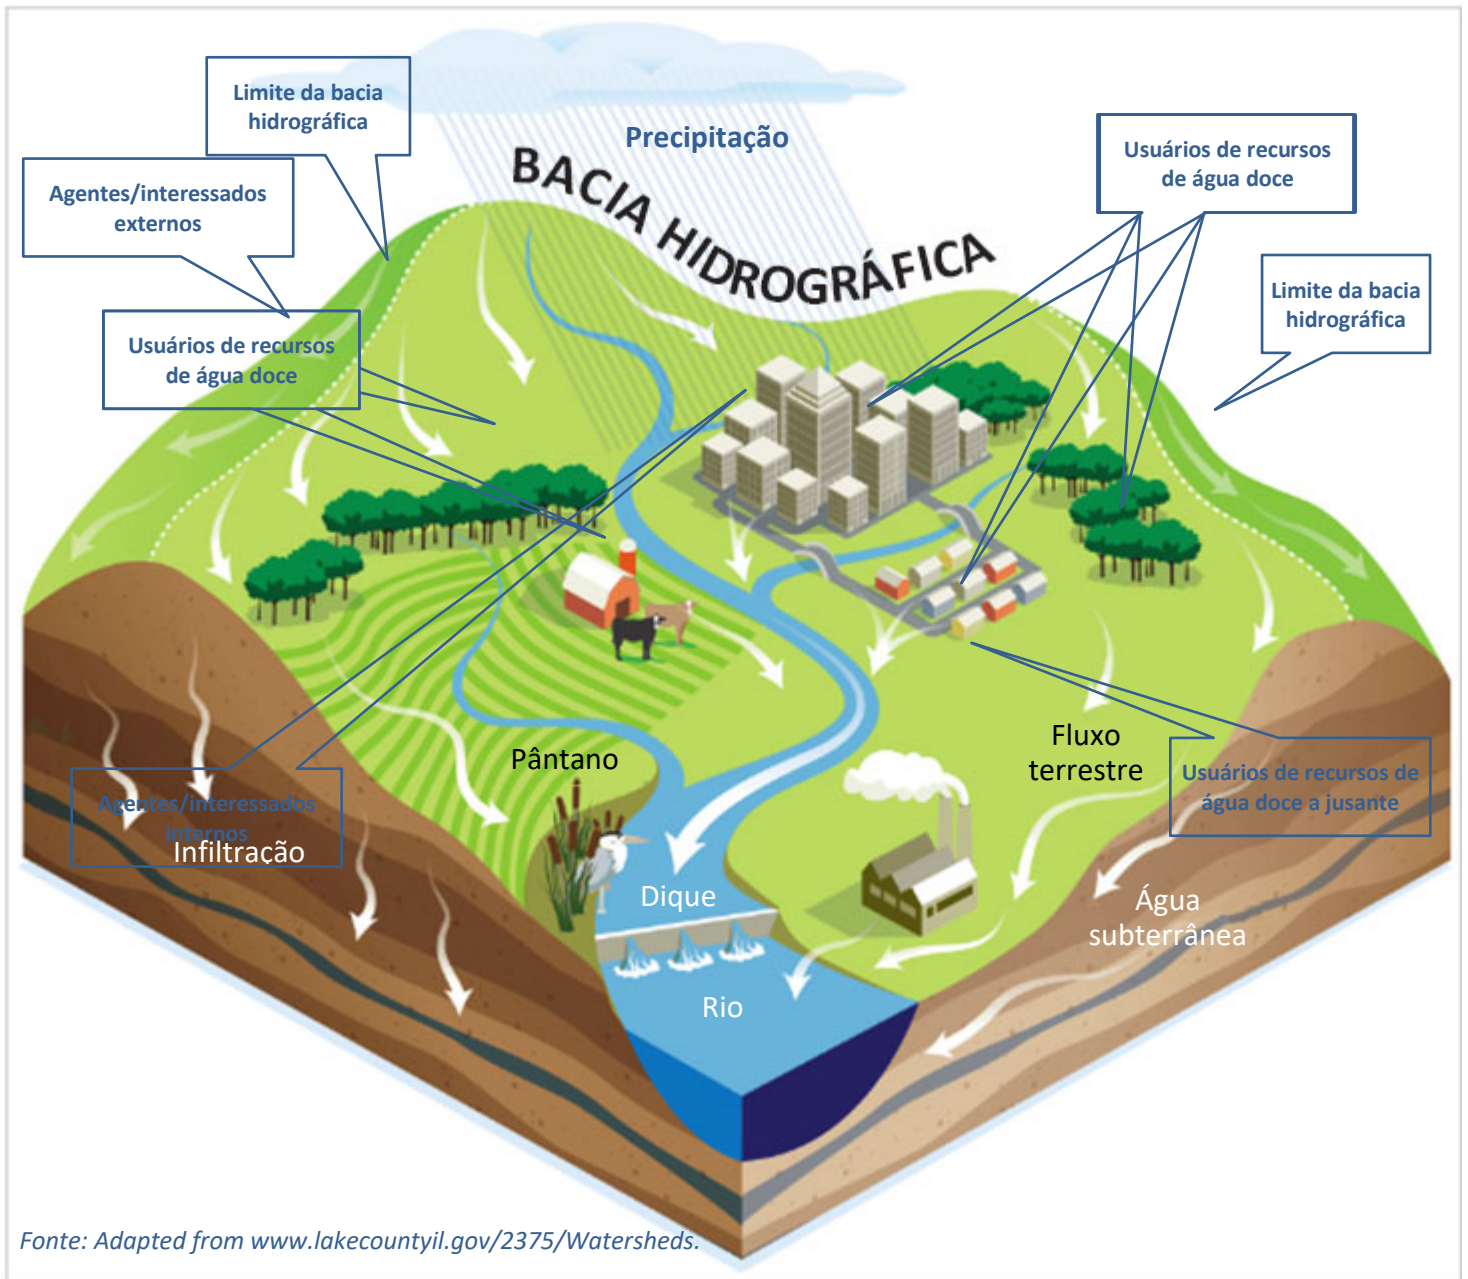 Limite da bacia
hidrográfica
Precipitação
Usuários de recursos
de água doce
BACIA HIDROGRÁFICA
Agentes/interessados
externos
Limite da bacia
hidrográfica
Usuários de recursos
de água doce
Pântano
Fluxo
terrestre
Usuários de recursos de
água doce a jusante
Agentes/interessados
internos
Infiltração
Dique
Água
subterrânea
Rio
Fonte: Adapted from www.lakecountyil.gov/2375/Watersheds.